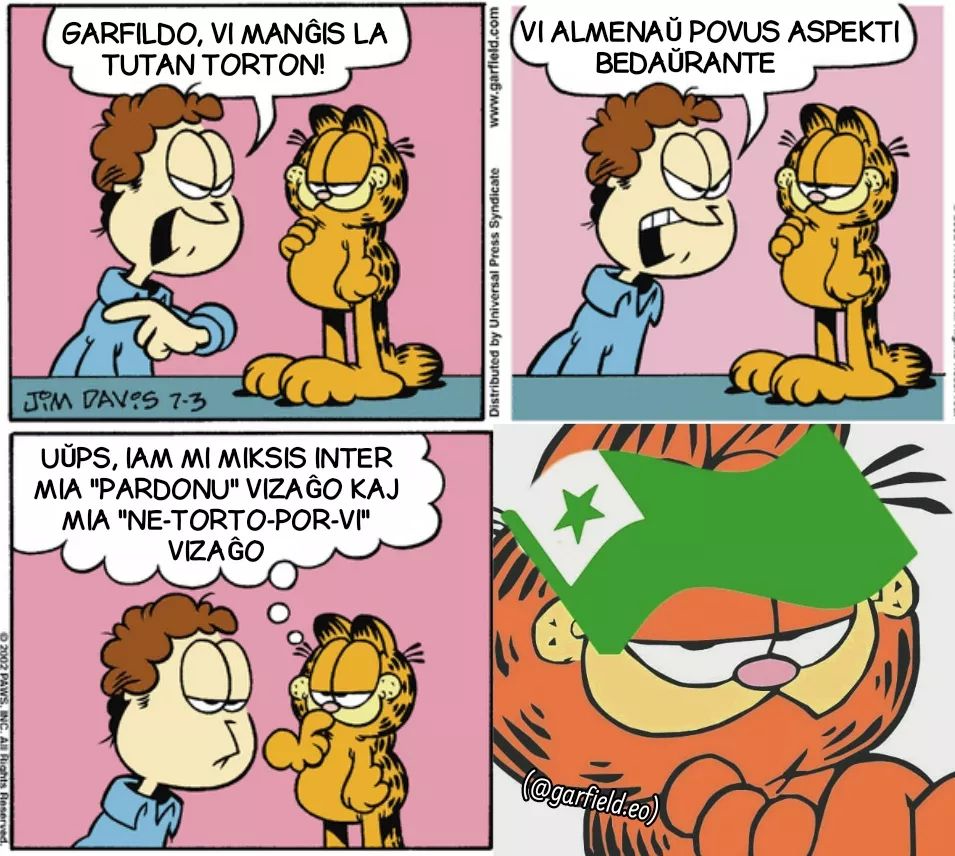 GARFILDO, VI MANĜIS LA
TUTAN TORTON!
JIM DAVIS 7-3
Distributed by Universal Press Syndicate
www.garfield.com
VI ALMENAŬ POVUS ASPEKTI
BEDAŬRANTE
UŬPS, IAM MI MIKSIS INTER
MIA "PARDONU" VIZAĜO KAJ
MIA "NE-TORTO-POR-VI"
VIZAĜO
© 2002 PAWS, INC. All Rights Reserved.
(@garfield.eo)